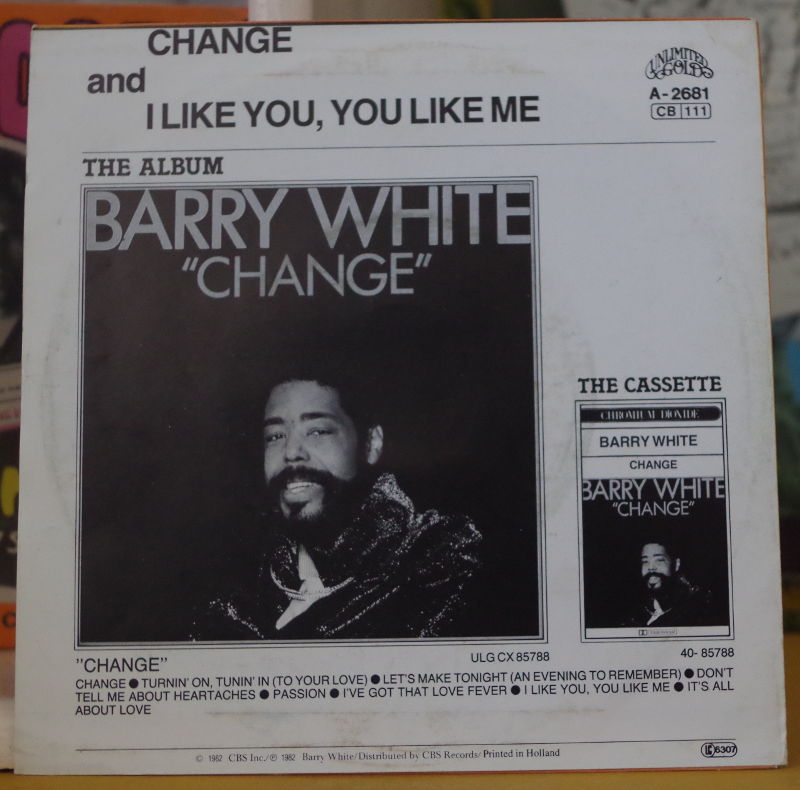 CHANGE
and
I LIKE YOU, YOU LIKE ME
UNLIMITED
GOLD
A-2681
CB 111
THE ALBUM
BARRY WHITE
"CHANGE"
THE CASSETTE
CHROMIUM DIOXIDE
BARRY WHITE
CHANGE
BARRY WHITE
"CHANGE"
ULG CX 85788
40- 85788
"CHANGE"
CHANGE ● TURNIN' ON, TUNIN' IN (TO YOUR LOVE) ● LET'S MAKE TONIGHT (AN EVENING TO REMEMBER) ● DON'T
TELL ME ABOUT HEARTACHES ● PASSION ● I'VE GOT THAT LOVE FEVER ● I LIKE YOU, YOU LIKE ME ● IT'S ALL
ABOUT LOVE
© 1982 CBS Inc./℗ 1982 Barry White/Distributed by CBS Records/Printed in Holland
LC 6307